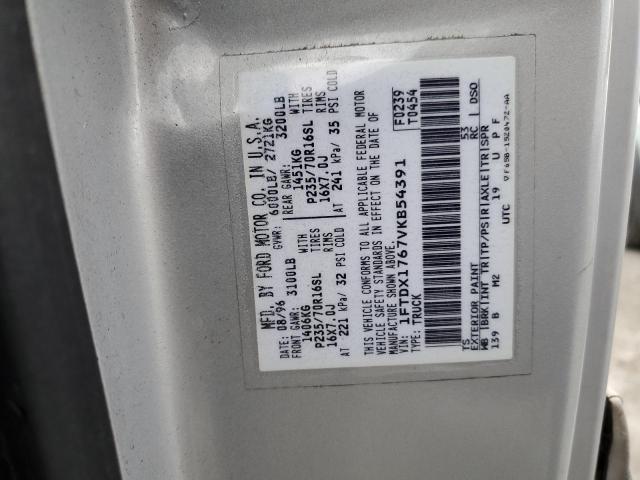 MFD. BY FORD MOTOR CO. IN U.S.A.
DATE: 08/96 GVWR: 6000LB/ 2721KG
FRONT GAWR: 3100LB REAR GAWR: 3200LB
1406KG WITH 1451KG WITH
P235/70R16SL TIRES P235/70R16SL TIRES
16X7.0J RIMS 16X7.0J RIMS
AT 221 kPa/ 32 PSI COLD AT 241 kPa/ 35 PSI COLD
THIS VEHICLE CONFORMS TO ALL APPLICABLE FEDERAL MOTOR
VEHICLE SAFETY STANDARDS IN EFFECT ON THE DATE OF
MANUFACTURE SHOWN ABOVE.
VIN: 1FTDX1767VKB54391 F0239
TYPE: TRUCK T0454
TS 53
EXTERIOR PAINT RC DSO
WB BRK INT TR TP/PS R AXLE TR SPR
139 B M2 19 U P F
UTC